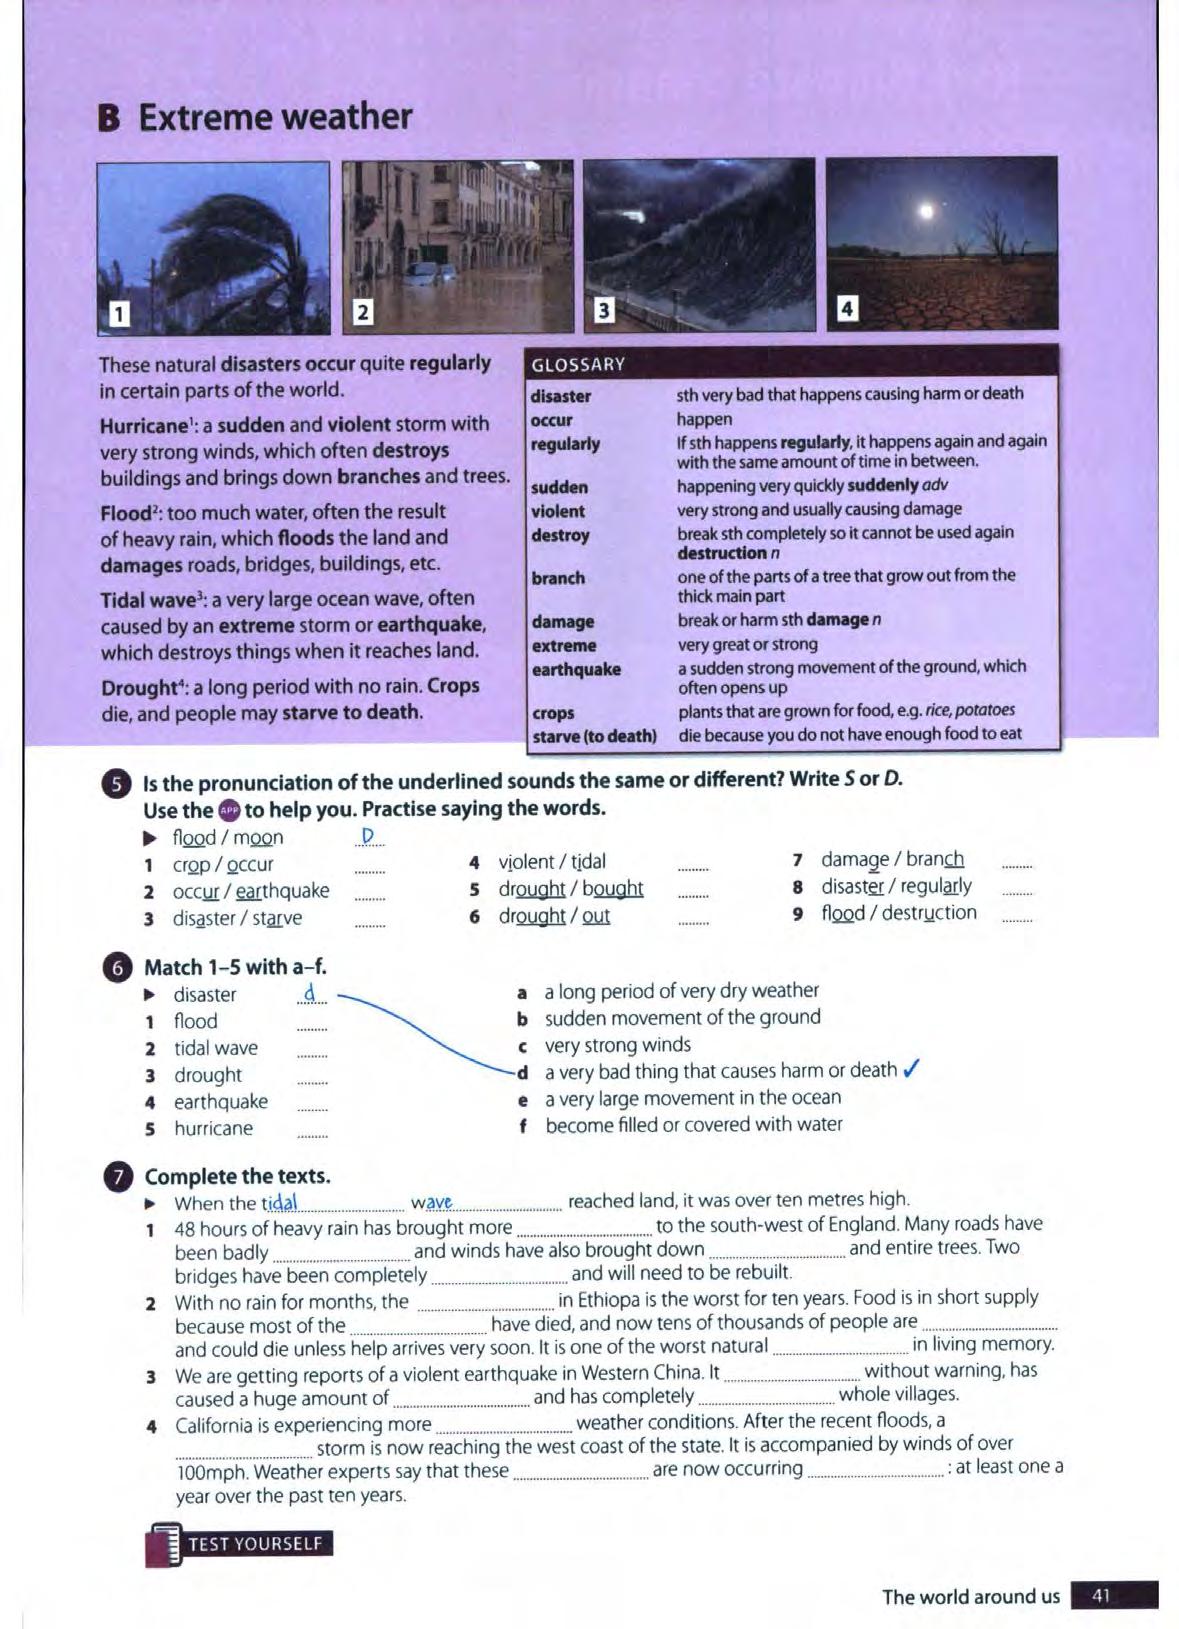 B Extreme weather
1
2
3
4
These natural disasters occur quite regularly
in certain parts of the world.
Hurricane¹: a sudden and violent storm with
very strong winds, which often destroys
buildings and brings down branches and trees.
Flood²: too much water, often the result
of heavy rain, which floods the land and
damages roads, bridges, buildings, etc.
Tidal wave³: a very large ocean wave, often
caused by an extreme storm or earthquake,
which destroys things when it reaches land.
Drought⁴: a long period with no rain. Crops
die, and people may starve to death.
GLOSSARY
disaster sth very bad that happens causing harm or death
occur happen
regularly If sth happens regularly, it happens again and again
with the same amount of time in between.
sudden happening very quickly suddenly adv
violent very strong and usually causing damage
destroy break sth completely so it cannot be used again
destruction n
branch one of the parts of a tree that grow out from the
thick main part
damage break or harm sth damage n
extreme very great or strong
earthquake a sudden strong movement of the ground, which
often opens up
crops plants that are grown for food, e.g. rice, potatoes
starve (to death) die because you do not have enough food to eat
5 Is the pronunciation of the underlined sounds the same or different? Write S or D.
Use the APP to help you. Practise saying the words.
► flood / moon D
1 crop / occur ........
2 occur / earthquake ........
3 disaster / starve ........
4 violent / tidal ........
5 drought / bought ........
6 drought / out ........
7 damage / branch ........
8 disaster / regularly ........
9 flood / destruction ........
6 Match 1–5 with a–f.
► disaster d
1 flood ........
2 tidal wave ........
3 drought ........
4 earthquake ........
5 hurricane ........
a a long period of very dry weather
b sudden movement of the ground
c very strong winds
d a very bad thing that causes harm or death ✓
e a very large movement in the ocean
f become filled or covered with water
7 Complete the texts.
► When the tidal wave reached land, it was over ten metres high.
1 48 hours of heavy rain has brought more ........ to the south-west of England. Many roads have
been badly ........ and winds have also brought down ........ and entire trees. Two
bridges have been completely ........ and will need to be rebuilt.
2 With no rain for months, the ........ in Ethiopa is the worst for ten years. Food is in short supply
because most of the ........ have died, and now tens of thousands of people are ........
and could die unless help arrives very soon. It is one of the worst natural ........ in living memory.
3 We are getting reports of a violent earthquake in Western China. It ........ without warning, has
caused a huge amount of ........ and has completely ........ whole villages.
4 California is experiencing more ........ weather conditions. After the recent floods, a
........ storm is now reaching the west coast of the state. It is accompanied by winds of over
100mph. Weather experts say that these ........ are now occurring ........ : at least one a
year over the past ten years.
TEST YOURSELF
The world around us 41